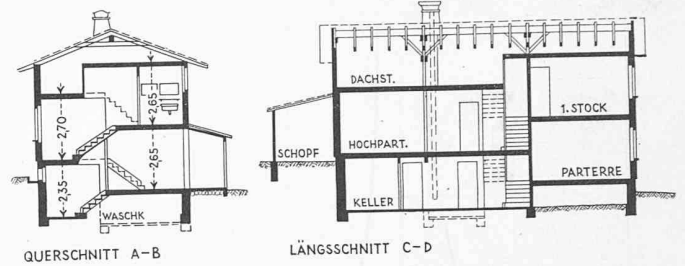 2,65
2,70
2,65
2,35
WASCHK
QUERSCHNITT A-B
DACHST.
1. STOCK
HOCHPART.
SCHOPF
PARTERRE
KELLER
LÄNGSSCHNITT C-D